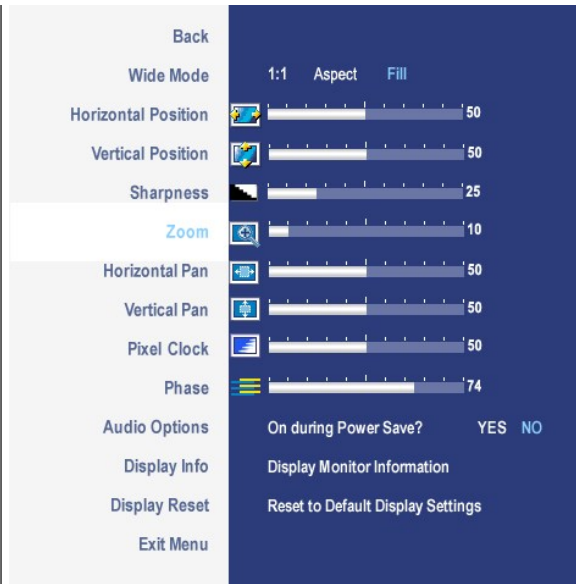 Back
Wide Mode 1:1 Aspect Fill
Horizontal Position 50
Vertical Position 50
Sharpness 25
Zoom 10
Horizontal Pan 50
Vertical Pan 50
Pixel Clock 50
Phase 74
Audio Options On during Power Save? YES NO
Display Info Display Monitor Information
Display Reset Reset to Default Display Settings
Exit Menu